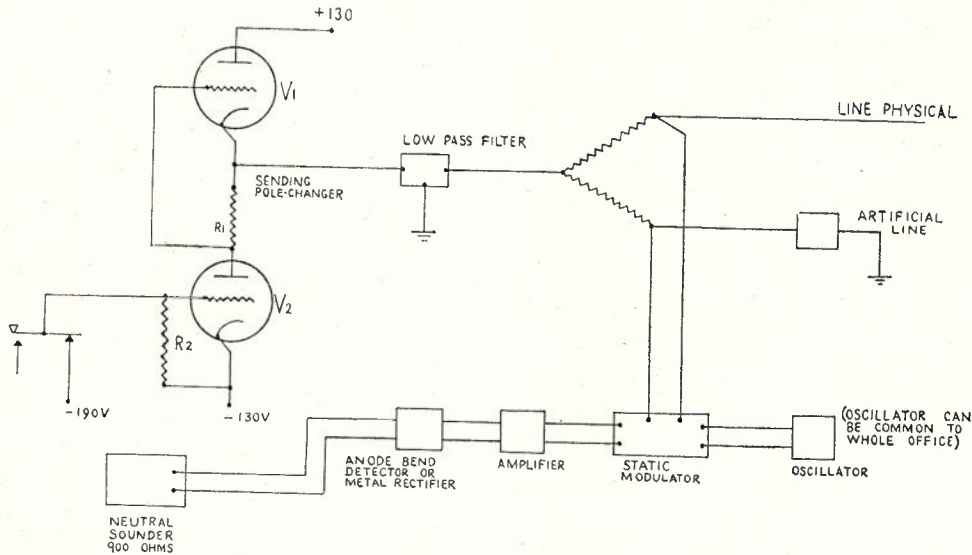 +130
V1
LINE PHYSICAL
LOW PASS FILTER
SENDING
POLE-CHANGER
R1
ARTIFICIAL
LINE
V2
R2
-190V
-130V
(OSCILLATOR CAN
BE COMMON TO
WHOLE OFFICE)
ANODE BEND
DETECTOR OR
METAL RECTIFIER
AMPLIFIER
STATIC
MODULATOR
OSCILLATOR
NEUTRAL
SOUNDER
900 OHMS